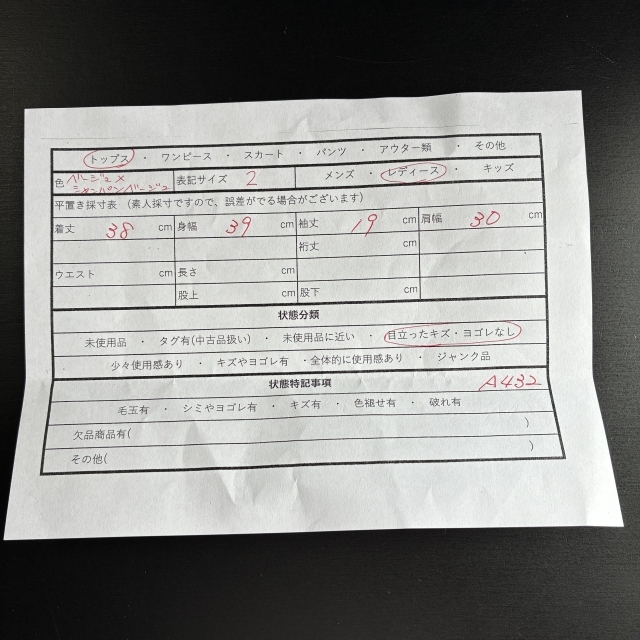 トップス ・ ワンピース ・ スカート ・ パンツ ・ アウター類 ・ その他
色 ベージュ× シャンパンベージュ 表記サイズ 2 メンズ ・ レディース ・ キッズ
平置き採寸表 (素人採寸ですので、誤差がでる場合がございます)
着丈 38 cm 身幅 39 cm 袖丈 19 cm 肩幅 30 cm
裄丈 cm
ウエスト cm 長さ cm
股上 cm 股下 cm
状態分類
未使用品 ・ タグ有(中古品扱い) ・ 未使用品に近い ・ 目立ったキズ・ヨゴレなし
少々使用感あり ・ キズやヨゴレ有 ・全体的に使用感あり ・ ジャンク品
状態特記事項 A432
毛玉有 ・ シミやヨゴレ有 ・ キズ有 ・ 色褪せ有 ・ 破れ有
欠品商品有( )
その他( )